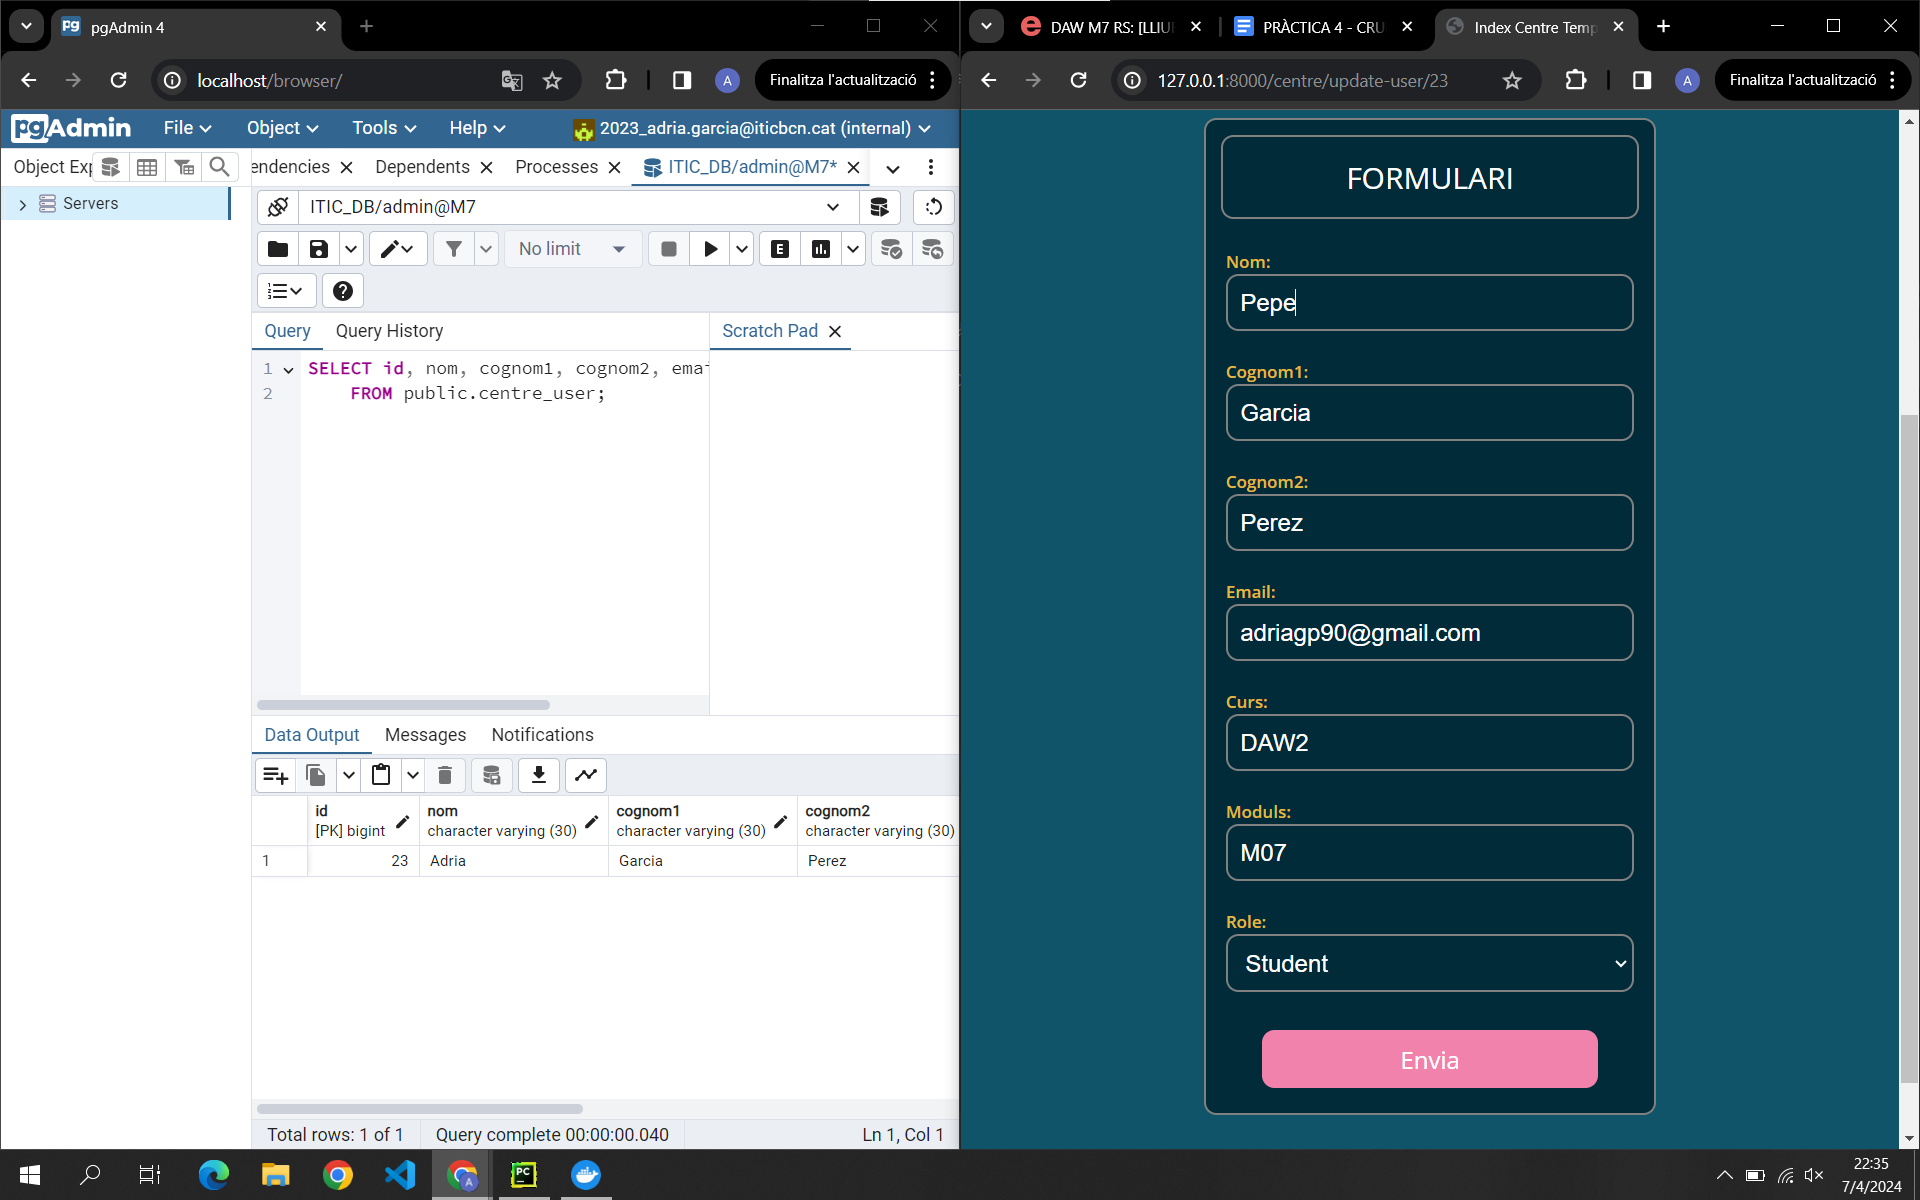 pgAdmin 4
localhost/browser/
A
Finalitza l'actualització
pgAdmin
File
Object
Tools
Help
2023_adria.garcia@iticbcn.cat (internal)
Object Exp
endencies
Dependents
Processes
ITIC_DB/admin@M7*
Servers
ITIC_DB/admin@M7
No limit
E
Query
Query History
Scratch Pad
1 SELECT id, nom, cognom1, cognom2, emai
2 FROM public.centre_user;
Data Output
Messages
Notifications
id
[PK] bigint
nom
character varying (30)
cognom1
character varying (30)
cognom2
character varying (30)
1 23 Adria Garcia Perez
Total rows: 1 of 1
Query complete 00:00:00.040
Ln 1, Col 1
DAW M7 RS: [LLIU
PRÀCTICA 4 - CRU
Index Centre Temp
127.0.0.1:8000/centre/update-user/23
A
Finalitza l'actualització
FORMULARI
Nom:
Pepe
Cognom1:
Garcia
Cognom2:
Perez
Email:
adriagp90@gmail.com
Curs:
DAW2
Moduls:
M07
Role:
Student
Envia
A
PC
22:35
7/4/2024